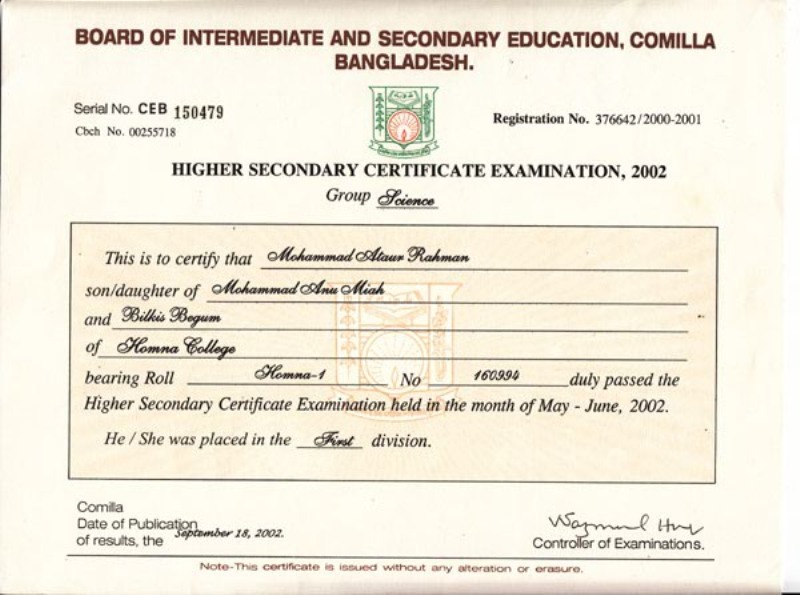 BOARD OF INTERMEDIATE AND SECONDARY EDUCATION, COMILLA
BANGLADESH.
Serial No. CEB 150479
Cbch No. 00255718
Registration No. 376642/2000-2001
HIGHER SECONDARY CERTIFICATE EXAMINATION, 2002
Group Science
This is to certify that Mohammad Ataur Rahman
son/daughter of Mohammad Anu Miah
and Bilkis Begum
of Homna College
bearing Roll Homna-1 No 160994 duly passed the
Higher Secondary Certificate Examination held in the month of May - June, 2002.
He / She was placed in the First division.
Comilla
Date of Publication
of results, the September 18, 2002.
Controller of Examinations.
Note-This certificate is issued without any alteration or erasure.